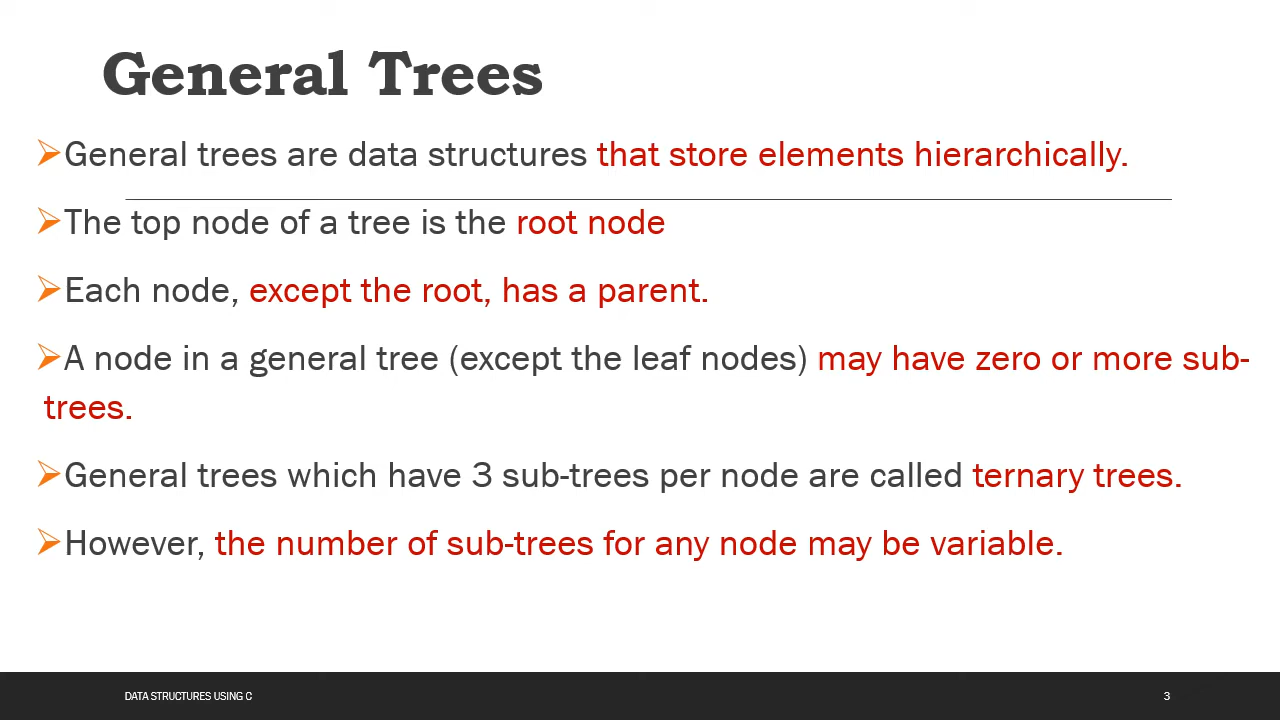 General Trees
➢General trees are data structures that store elements hierarchically.
➢The top node of a tree is the root node
➢Each node, except the root, has a parent.
➢A node in a general tree (except the leaf nodes) may have zero or more sub-
trees.
➢General trees which have 3 sub-trees per node are called ternary trees.
➢However, the number of sub-trees for any node may be variable.
DATA STRUCTURES USING C
3